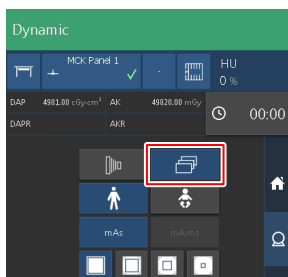 Dynamic
MCK Panel 1
HU
0 %
DAP 4981.00 cGy·cm² AK 49820.00 mGy
DAPR AKR
00:00
mAs mA,ms